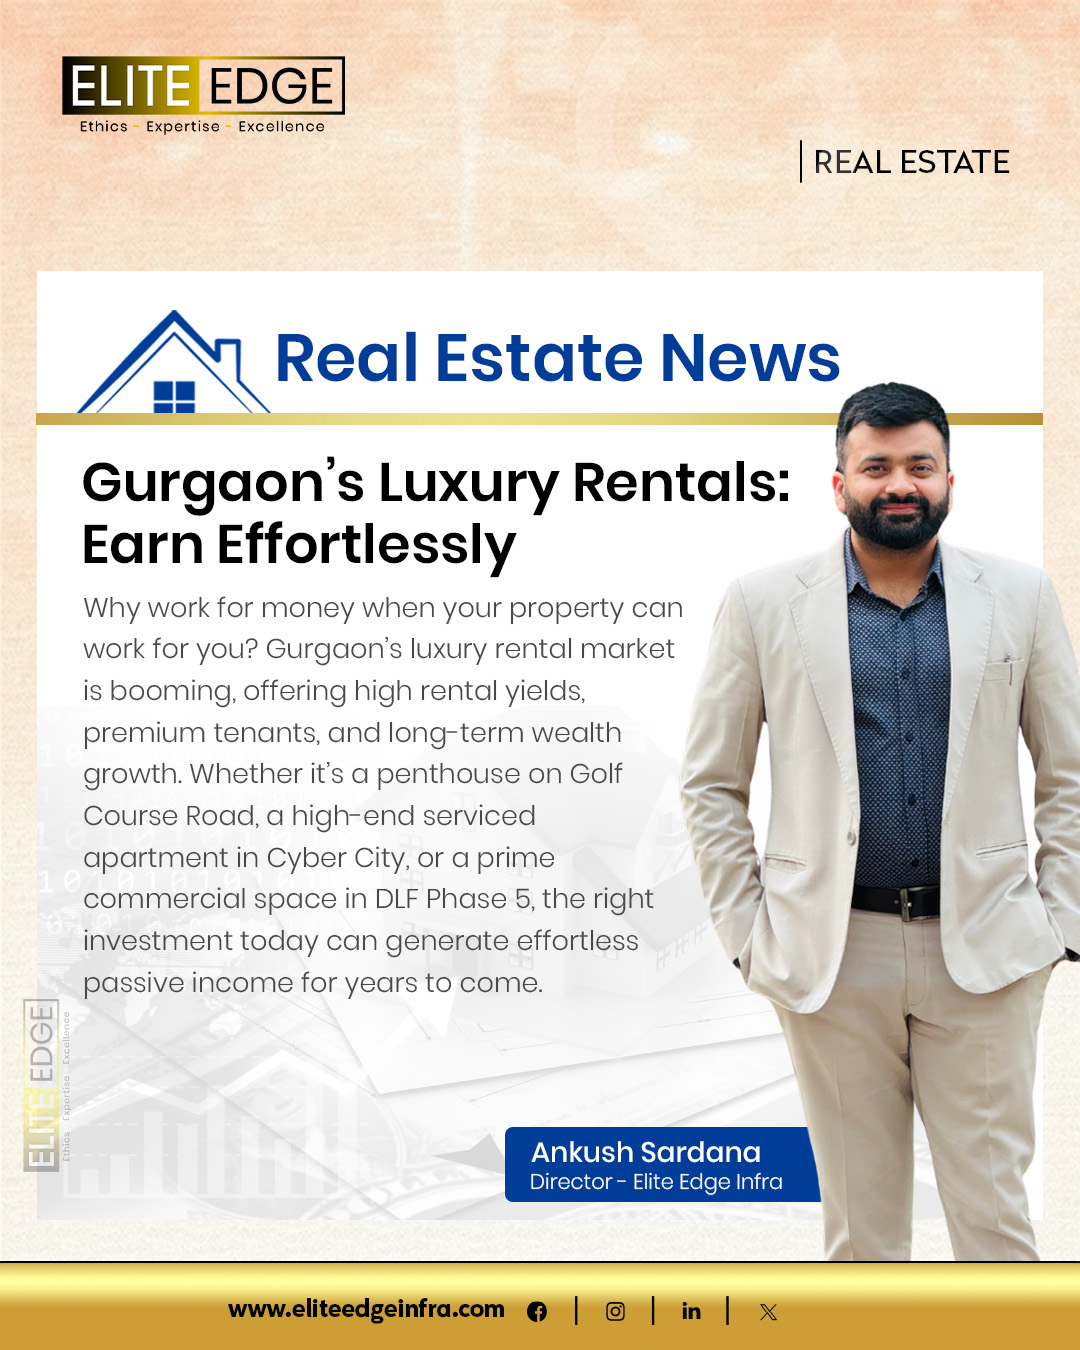 ELITE EDGE
Ethics - Expertise - Excellence
REAL ESTATE
Real Estate News
Gurgaon’s Luxury Rentals:
Earn Effortlessly
Why work for money when your property can
work for you? Gurgaon’s luxury rental market
is booming, offering high rental yields,
premium tenants, and long-term wealth
growth. Whether it’s a penthouse on Golf
Course Road, a high-end serviced
apartment in Cyber City, or a prime
commercial space in DLF Phase 5, the right
investment today can generate effortless
passive income for years to come.
ELITE EDGE
Ethics Expertise Excellence
Ankush Sardana
Director - Elite Edge Infra
www.eliteedgeinfra.com